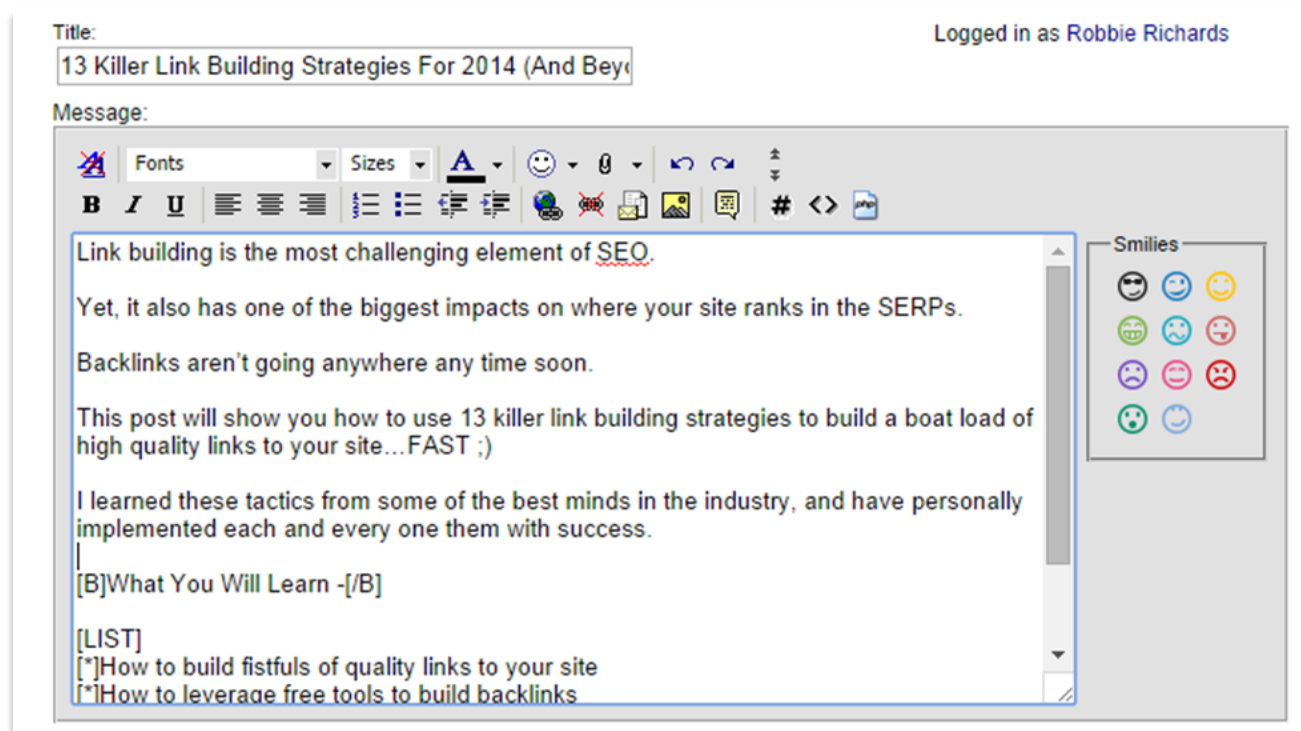 Title:
Logged in as Robbie Richards
13 Killer Link Building Strategies For 2014 (And Bey
Message:
Fonts
Sizes
A
B I U
# <> php
Link building is the most challenging element of SEO.
Yet, it also has one of the biggest impacts on where your site ranks in the SERPs.
Backlinks aren’t going anywhere any time soon.
This post will show you how to use 13 killer link building strategies to build a boat load of
high quality links to your site…FAST ;)
I learned these tactics from some of the best minds in the industry, and have personally
implemented each and every one them with success.
[B]What You Will Learn -[/B]
[LIST]
[*]How to build fistfuls of quality links to your site
[*]How to leverage free tools to build backlinks
Smilies